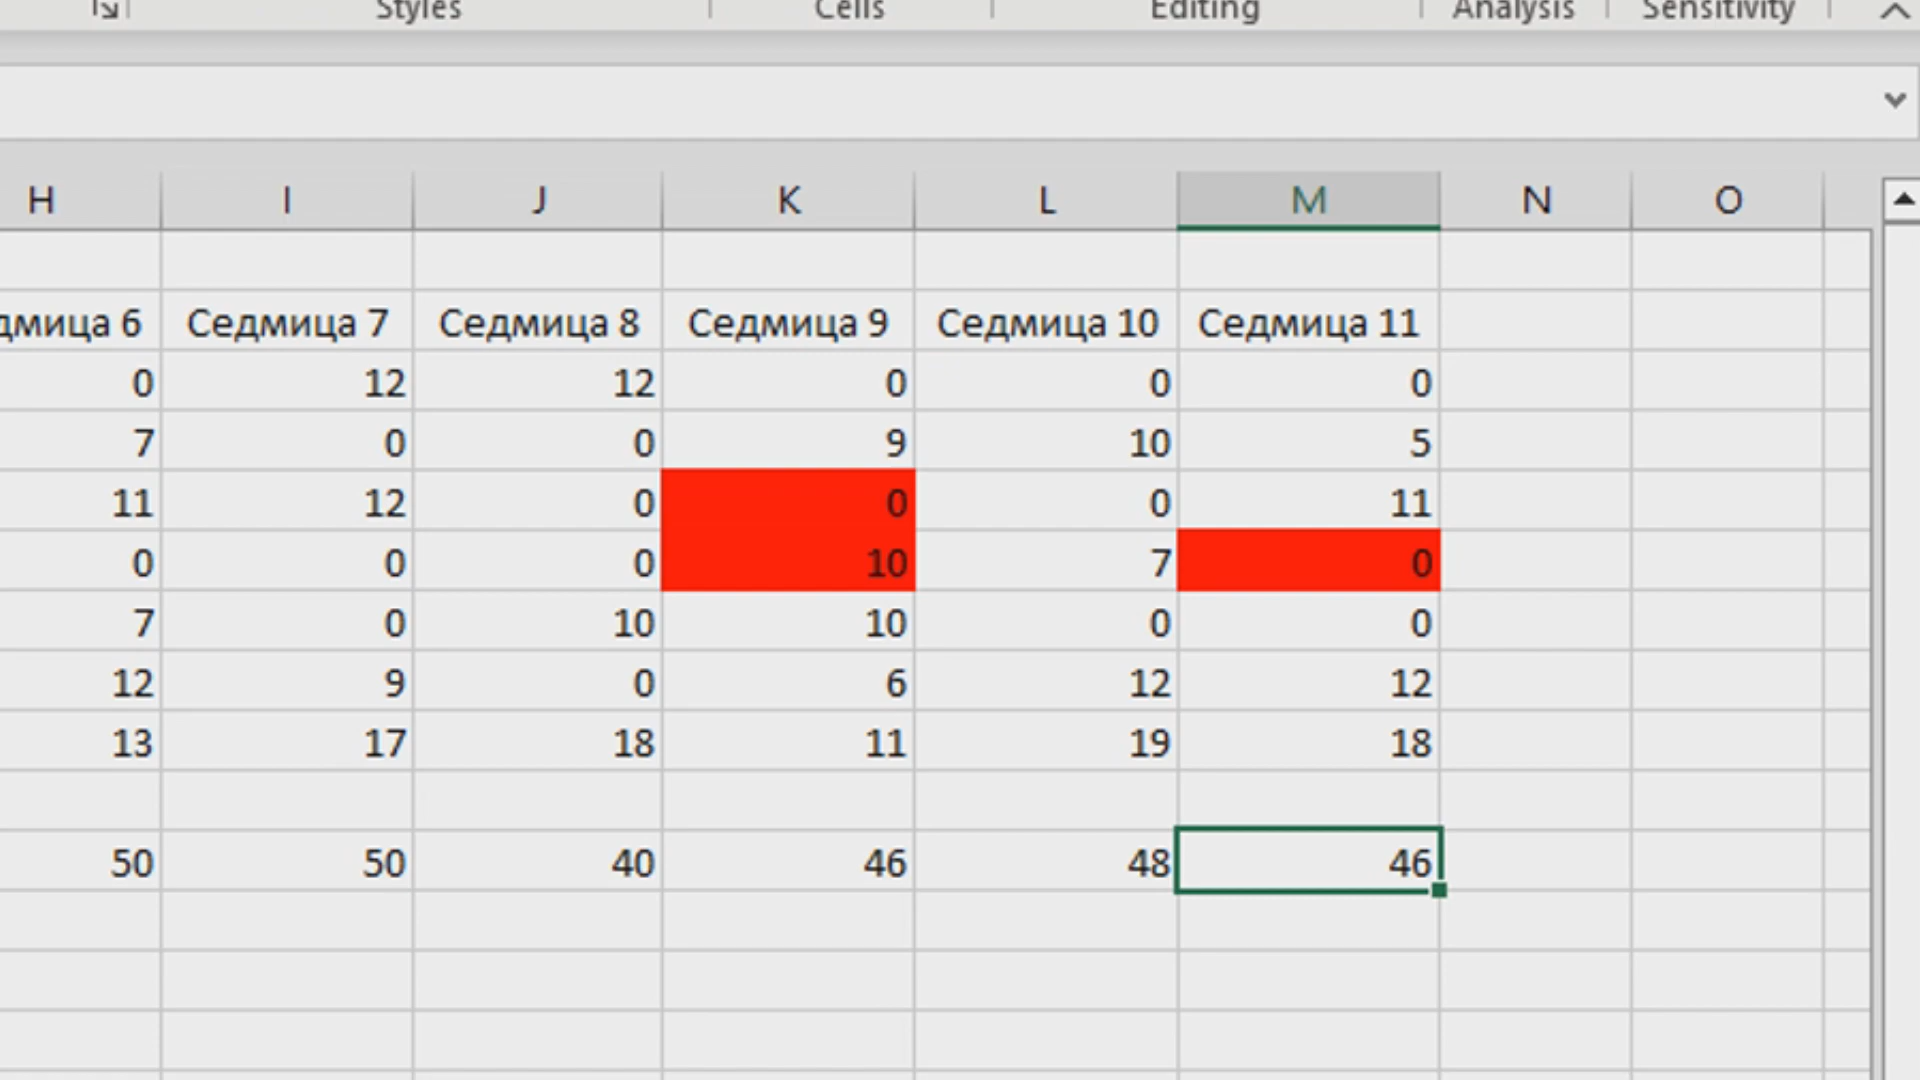 Styles Cells Editing Analysis Sensitivity
H I J K L M N O
дмица 6 Седмица 7 Седмица 8 Седмица 9 Седмица 10 Седмица 11
0 12 12 0 0 0
7 0 0 9 10 5
11 12 0 0 0 11
0 0 0 10 7 0
7 0 10 10 0 0
12 9 0 6 12 12
13 17 18 11 19 18
50 50 40 46 48 46